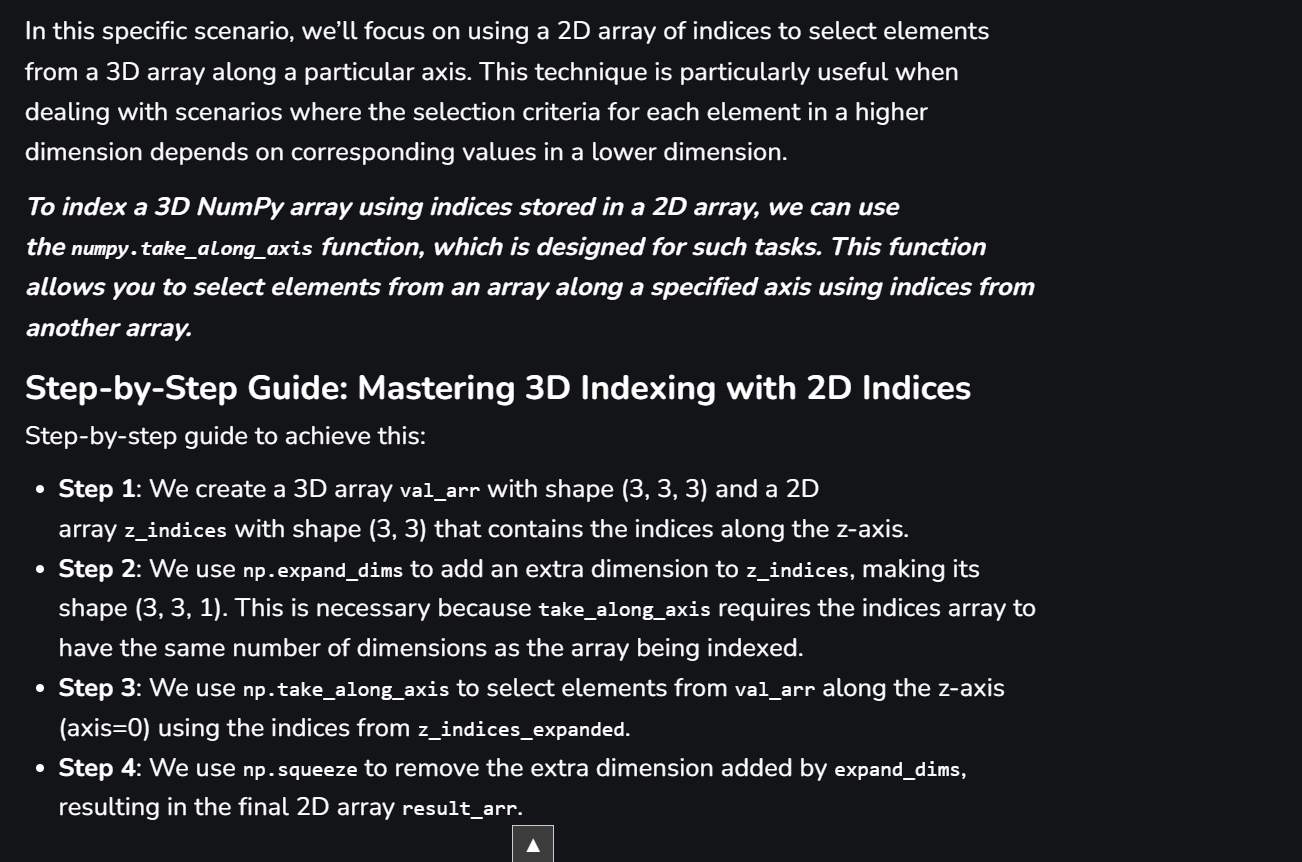 In this specific scenario, we’ll focus on using a 2D array of indices to select elements
from a 3D array along a particular axis. This technique is particularly useful when
dealing with scenarios where the selection criteria for each element in a higher
dimension depends on corresponding values in a lower dimension.
To index a 3D NumPy array using indices stored in a 2D array, we can use
the numpy.take_along_axis function, which is designed for such tasks. This function
allows you to select elements from an array along a specified axis using indices from
another array.
Step-by-Step Guide: Mastering 3D Indexing with 2D Indices
Step-by-step guide to achieve this:
• Step 1: We create a 3D array val_arr with shape (3, 3, 3) and a 2D
array z_indices with shape (3, 3) that contains the indices along the z-axis.
• Step 2: We use np.expand_dims to add an extra dimension to z_indices, making its
shape (3, 3, 1). This is necessary because take_along_axis requires the indices array to
have the same number of dimensions as the array being indexed.
• Step 3: We use np.take_along_axis to select elements from val_arr along the z-axis
(axis=0) using the indices from z_indices_expanded.
• Step 4: We use np.squeeze to remove the extra dimension added by expand_dims,
resulting in the final 2D array result_arr.
▲